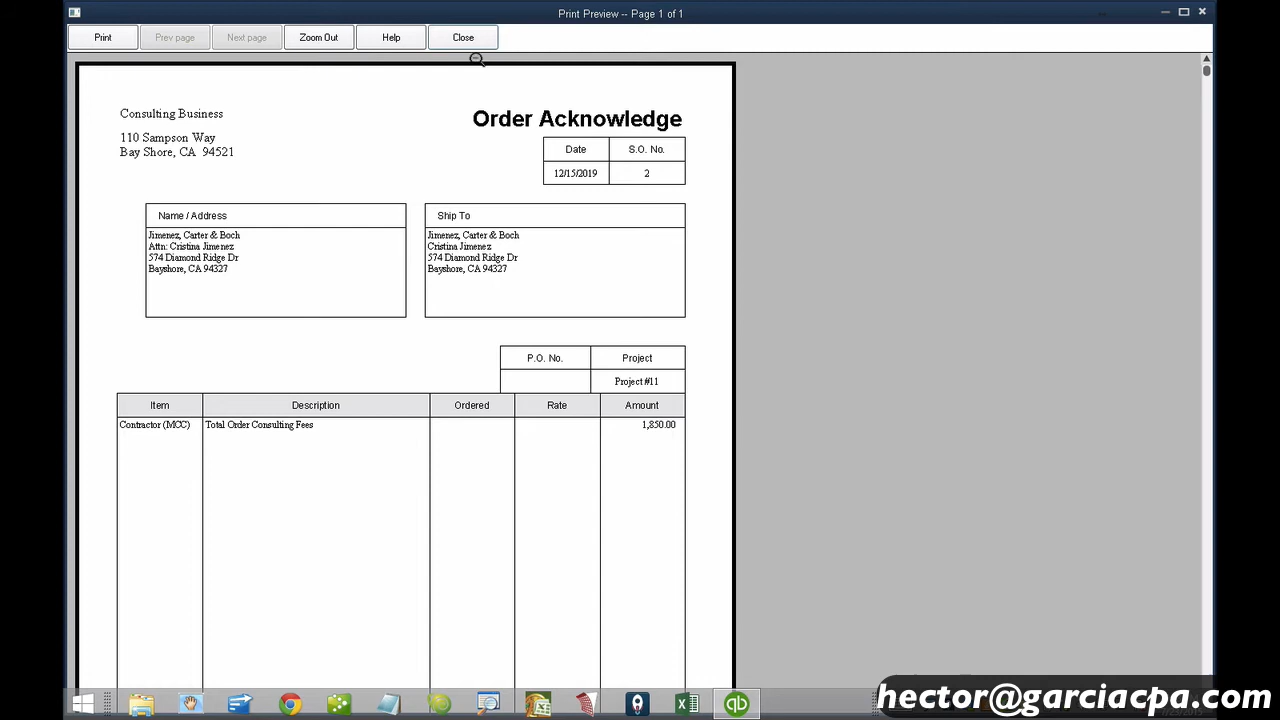 Print Preview -- Page 1 of 1
Print
Prev page
Next page
Zoom Out
Help
Close
Consulting Business
110 Sampson Way
Bay Shore, CA 94521
Order Acknowledge
Date S.O. No.
12/15/2019 2
Name / Address
Jimenez, Carter & Boch
Attn: Cristina Jimenez
574 Diamond Ridge Dr
Bayshore, CA 94327
Ship To
Jimenez, Carter & Boch
Cristina Jimenez
574 Diamond Ridge Dr
Bayshore, CA 94327
P.O. No. Project
Project #11
Item Description Ordered Rate Amount
Contractor (MCC) Total Order Consulting Fees 1,850.00
qb
hector@garciacpa.com